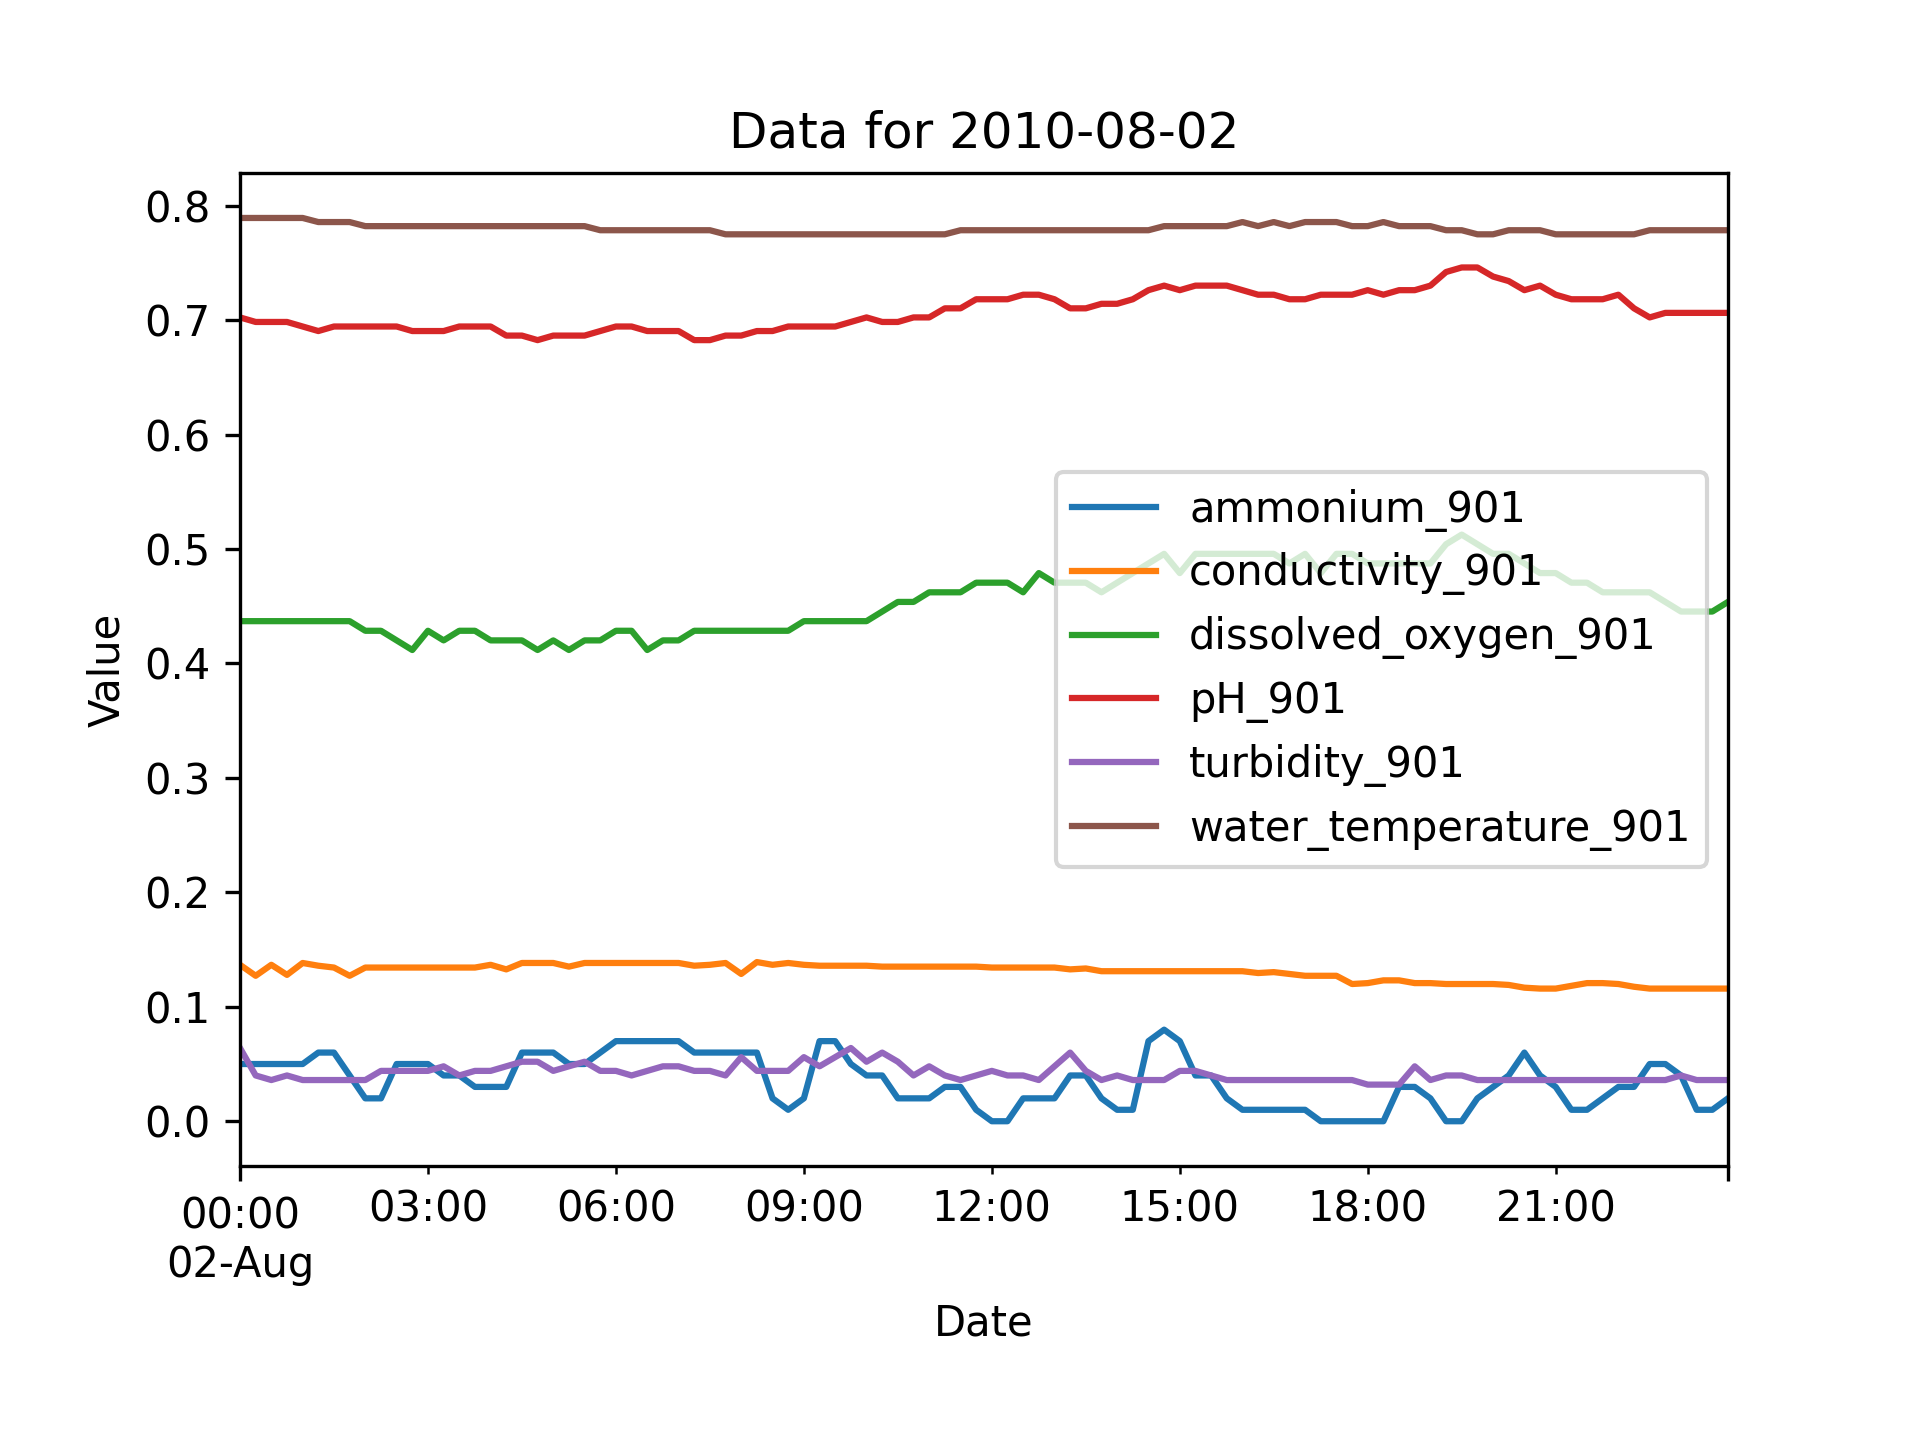 Data for 2010-08-02
0.8
0.7
0.6
0.5
0.4
0.3
0.2
0.1
0.0
Value
ammonium_901
conductivity_901
dissolved_oxygen_901
pH_901
turbidity_901
water_temperature_901
00:00 03:00 06:00 09:00 12:00 15:00 18:00 21:00
02-Aug
Date